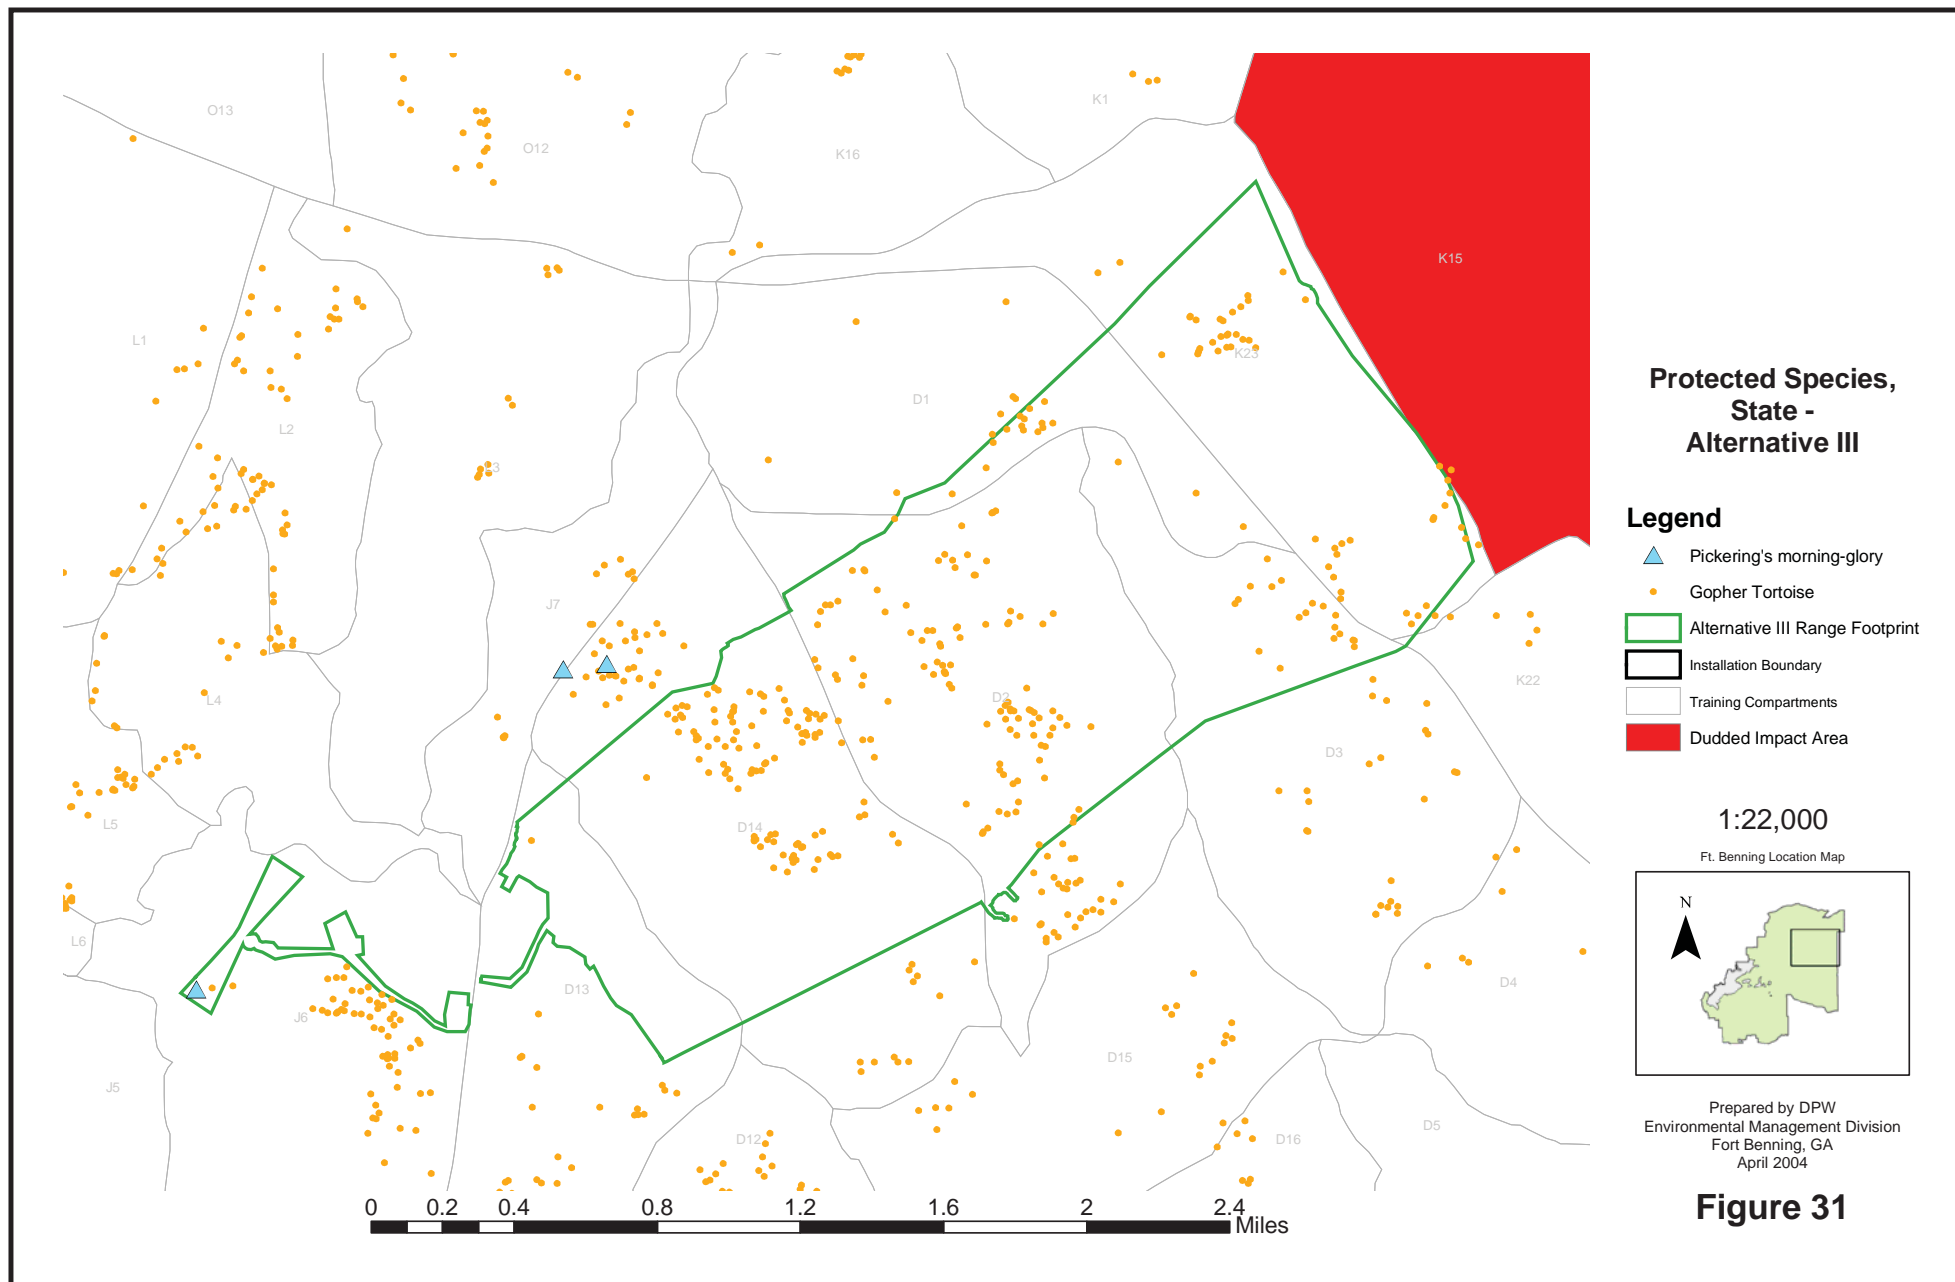 O13
O12
K16
K1
K15
L1
L2
L3
D1
K23
J7
L4
D2
K22
D3
L5
D14
L6
D13
J6
D4
J5
D15
D12
D16
D5
0 0.2 0.4 0.8 1.2 1.6 2 2.4
Miles
Protected Species,
State -
Alternative III
Legend
Pickering's morning-glory
Gopher Tortoise
Alternative III Range Footprint
Installation Boundary
Training Compartments
Dudded Impact Area
1:22,000
Ft. Benning Location Map
N
Prepared by DPW
Environmental Management Division
Fort Benning, GA
April 2004
Figure 31